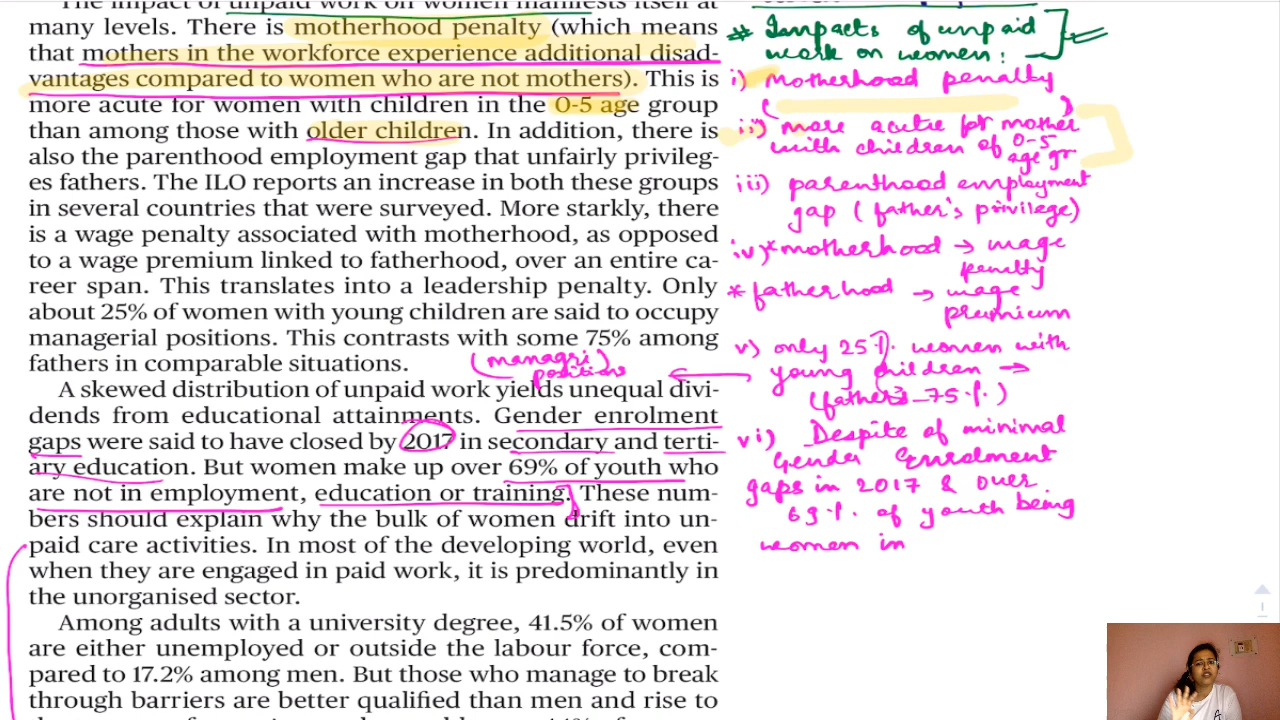 The impact of unpaid work on women manifests itself at
many levels. There is motherhood penalty (which means
that mothers in the workforce experience additional disad-
vantages compared to women who are not mothers). This is
more acute for women with children in the 0-5 age group
than among those with older children. In addition, there is
also the parenthood employment gap that unfairly privileg-
es fathers. The ILO reports an increase in both these groups
in several countries that were surveyed. More starkly, there
is a wage penalty associated with motherhood, as opposed
to a wage premium linked to fatherhood, over an entire ca-
reer span. This translates into a leadership penalty. Only
about 25% of women with young children are said to occupy
managerial positions. This contrasts with some 75% among
fathers in comparable situations.
A skewed distribution of unpaid work yields unequal divi-
dends from educational attainments. Gender enrolment
gaps were said to have closed by 2017 in secondary and terti-
ary education. But women make up over 69% of youth who
are not in employment, education or training. These num-
bers should explain why the bulk of women drift into un-
paid care activities. In most of the developing world, even
when they are engaged in paid work, it is predominantly in
the unorganised sector.
Among adults with a university degree, 41.5% of women
are either unemployed or outside the labour force, com-
pared to 17.2% among men. But those who manage to break
through barriers are better qualified than men and rise to
* Impacts of unpaid
work on women:
i) motherhood penalty
( )
ii) more acute for mother
with children of 0-5
age gr
iii) parenthood employment
gap (father's privilege)
iv) * motherhood → wage
penalty
* fatherhood → wage
premium
v) only 25%. women with
young children →
(fathers - 75%.)
(managri)
positions
vi) Despite of minimal
Gender Enrolment
gaps in 2017 & over
69%. of youth being
women in